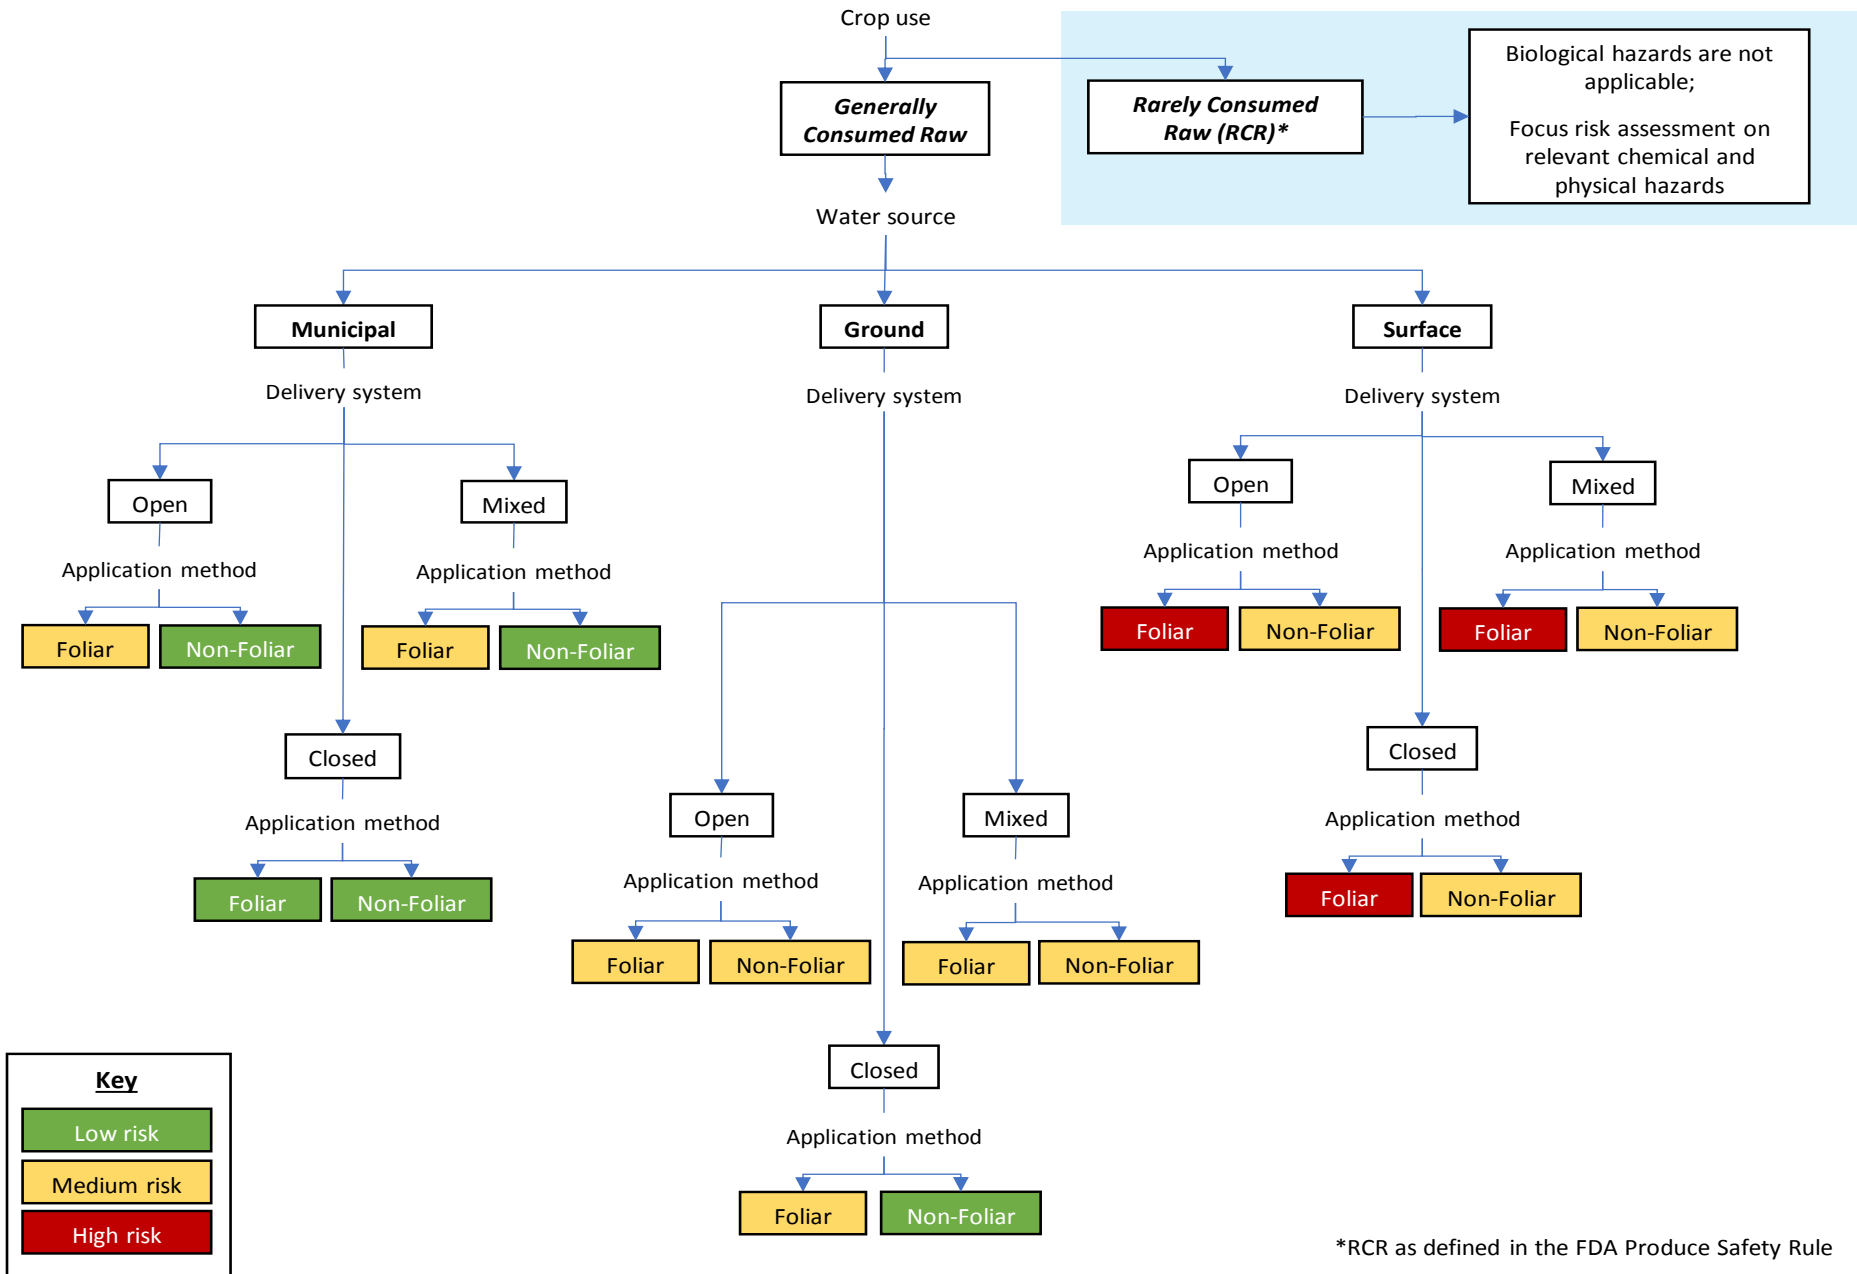 Crop use
Generally
Consumed Raw
Rarely Consumed
Raw (RCR)*
Biological hazards are not
applicable;
Focus risk assessment on
relevant chemical and
physical hazards
Water source
Municipal
Ground
Surface
Delivery system
Delivery system
Delivery system
Open
Mixed
Open
Mixed
Application method
Application method
Application method
Application method
Foliar
Non-Foliar
Foliar
Non-Foliar
Foliar
Non-Foliar
Foliar
Non-Foliar
Closed
Closed
Application method
Application method
Foliar
Non-Foliar
Foliar
Non-Foliar
Open
Mixed
Application method
Application method
Foliar
Non-Foliar
Foliar
Non-Foliar
Closed
Application method
Foliar
Non-Foliar
Key
Low risk
Medium risk
High risk
*RCR as defined in the FDA Produce Safety Rule